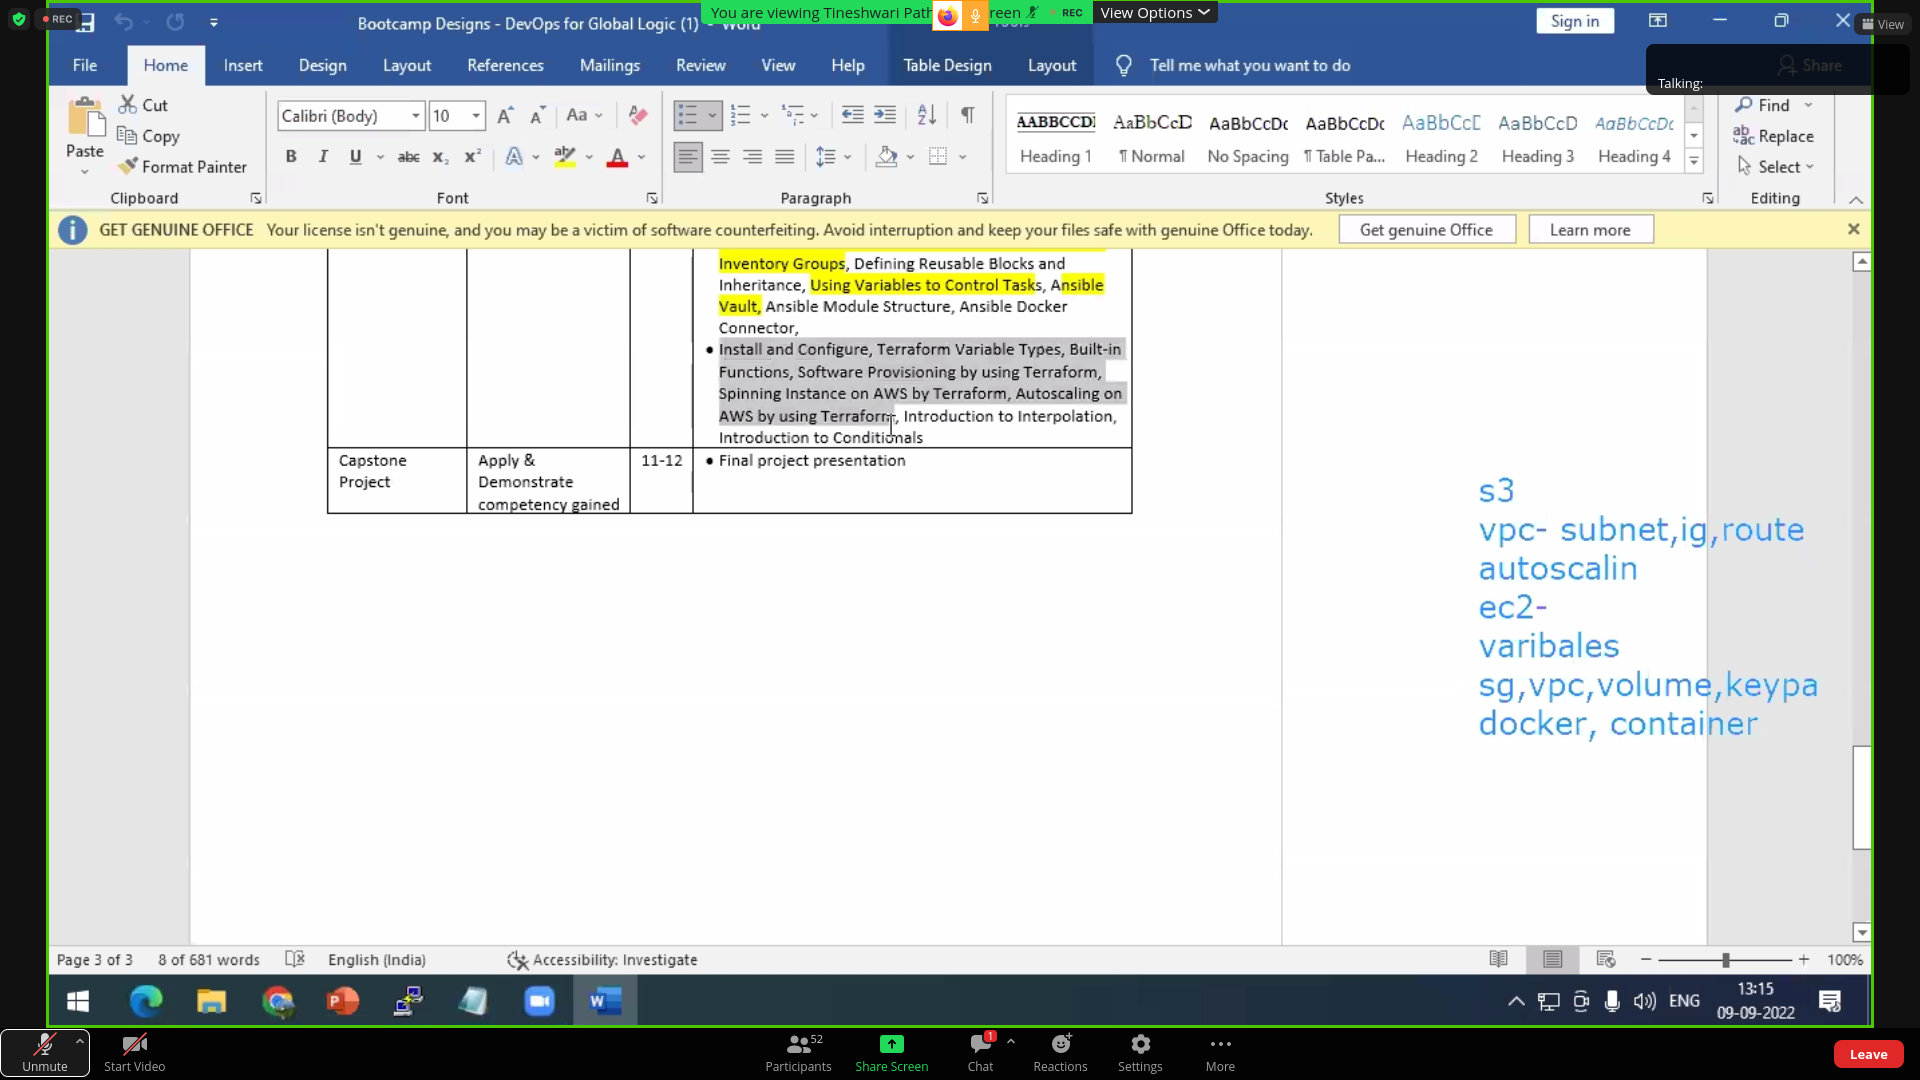 REC
You are viewing Tineshwari
REC
View Options
View
Bootcamp Designs - DevOps for Global Logic (1)
Word
Sign in
File
Home
Insert
Design
Layout
References
Mailings
Review
View
Help
Table Design
Layout
Tell me what you want to do
Share
Talking:
Paste
Cut
Copy
Format Painter
Clipboard
Calibri (Body)
10
Font
Paragraph
AABBCCDI
AaBbCcD
AaBbCcDc
AaBbCcDc
AaBbCcD
AaBbCcDc
Heading 1
¶ Normal
No Spacing
¶ Table Pa...
Heading 2
Heading 3
Heading 4
Styles
Find
Replace
Select
Editing
GET GENUINE OFFICE Your license isn't genuine, and you may be a victim of software counterfeiting. Avoid interruption and keep your files safe with genuine Office today.
Get genuine Office
Learn more
Inventory Groups, Defining Reusable Blocks and
Inheritance, Using Variables to Control Tasks, Ansible
Vault, Ansible Module Structure, Ansible Docker
Connector,
● Install and Configure, Terraform Variable Types, Built-in
Functions, Software Provisioning by using Terraform,
Spinning Instance on AWS by Terraform, Autoscaling on
AWS by using Terraform, Introduction to Interpolation,
Introduction to Conditionals
Capstone
Project
Apply &
Demonstrate
competency gained
11-12
● Final project presentation
s3
vpc- subnet,ig,route
autoscalin
ec2-
varibales
sg,vpc,volume,keypa
docker, container
Page 3 of 3
8 of 681 words
English (India)
Accessibility: Investigate
100%
ENG
13:15
09-09-2022
Unmute
Start Video
52
Participants
Share Screen
1
Chat
Reactions
Settings
More
Leave